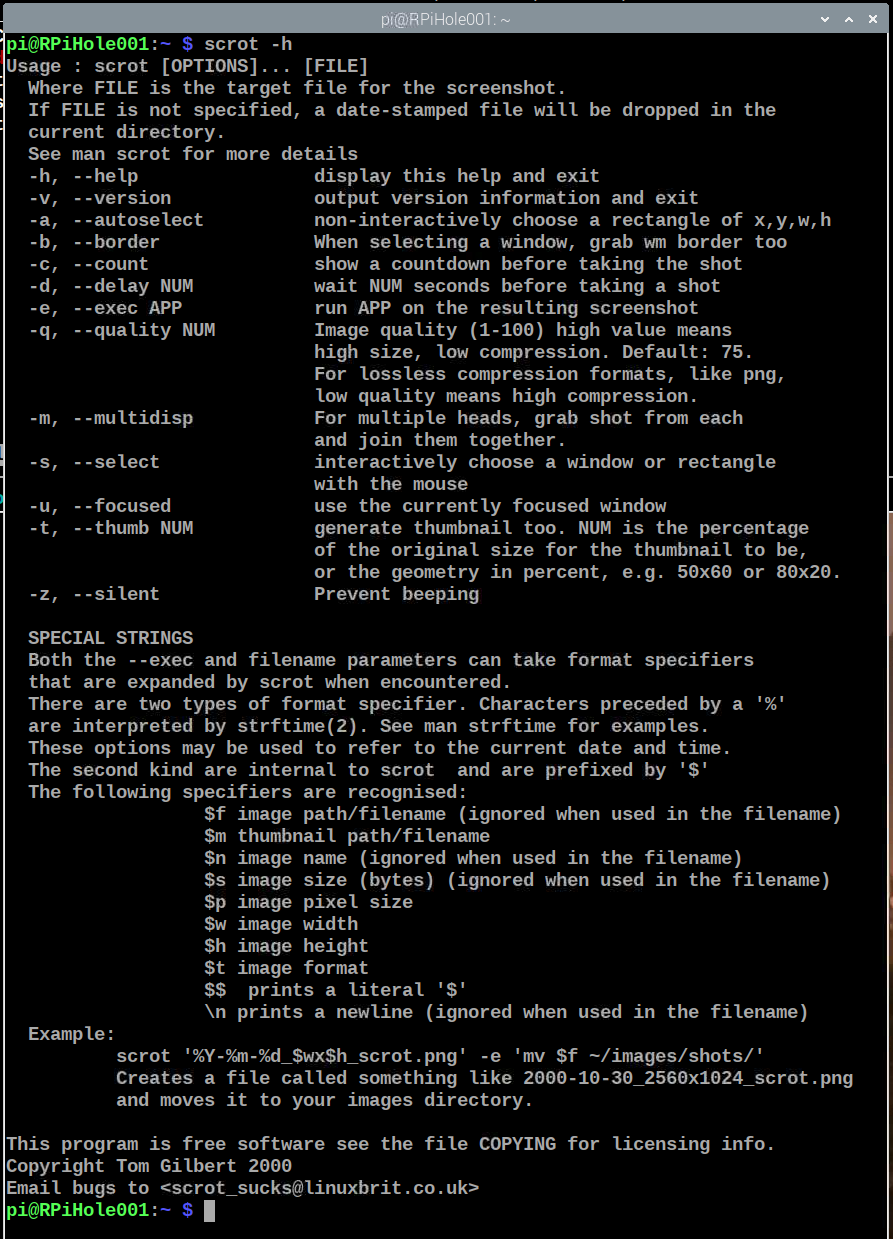 pi@RPiHole001: ~
pi@RPiHole001:~ $ scrot -h
Usage : scrot [OPTIONS]... [FILE]
  Where FILE is the target file for the screenshot.
  If FILE is not specified, a date-stamped file will be dropped in the
  current directory.
  See man scrot for more details
  -h, --help                display this help and exit
  -v, --version             output version information and exit
  -a, --autoselect          non-interactively choose a rectangle of x,y,w,h
  -b, --border              When selecting a window, grab wm border too
  -c, --count               show a countdown before taking the shot
  -d, --delay NUM           wait NUM seconds before taking a shot
  -e, --exec APP            run APP on the resulting screenshot
  -q, --quality NUM         Image quality (1-100) high value means
                            high size, low compression. Default: 75.
                            For lossless compression formats, like png,
                            low quality means high compression.
  -m, --multidisp           For multiple heads, grab shot from each
                            and join them together.
  -s, --select              interactively choose a window or rectangle
                            with the mouse
  -u, --focused             use the currently focused window
  -t, --thumb NUM           generate thumbnail too. NUM is the percentage
                            of the original size for the thumbnail to be,
                            or the geometry in percent, e.g. 50x60 or 80x20.
  -z, --silent              Prevent beeping

  SPECIAL STRINGS
  Both the --exec and filename parameters can take format specifiers
  that are expanded by scrot when encountered.
  There are two types of format specifier. Characters preceded by a '%'
  are interpreted by strftime(2). See man strftime for examples.
  These options may be used to refer to the current date and time.
  The second kind are internal to scrot  and are prefixed by '$'
  The following specifiers are recognised:
                  $f image path/filename (ignored when used in the filename)
                  $m thumbnail path/filename
                  $n image name (ignored when used in the filename)
                  $s image size (bytes) (ignored when used in the filename)
                  $p image pixel size
                  $w image width
                  $h image height
                  $t image format
                  $$  prints a literal '$'
                  \n prints a newline (ignored when used in the filename)
  Example:
          scrot '%Y-%m-%d_$wx$h_scrot.png' -e 'mv $f ~/images/shots/'
          Creates a file called something like 2000-10-30_2560x1024_scrot.png
          and moves it to your images directory.

This program is free software see the file COPYING for licensing info.
Copyright Tom Gilbert 2000
Email bugs to <scrot_sucks@linuxbrit.co.uk>
pi@RPiHole001:~ $